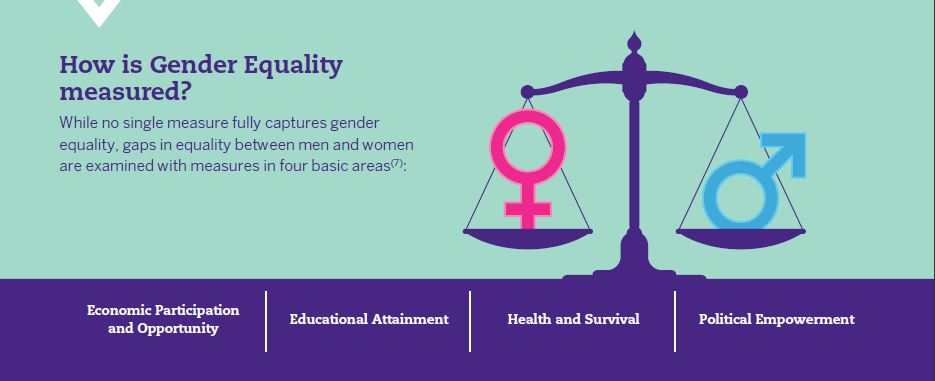 How is Gender Equality
measured?
While no single measure fully captures gender
equality, gaps in equality between men and women
are examined with measures in four basic areas(7):
Economic Participation
and Opportunity
Educational Attainment
Health and Survival
Political Empowerment